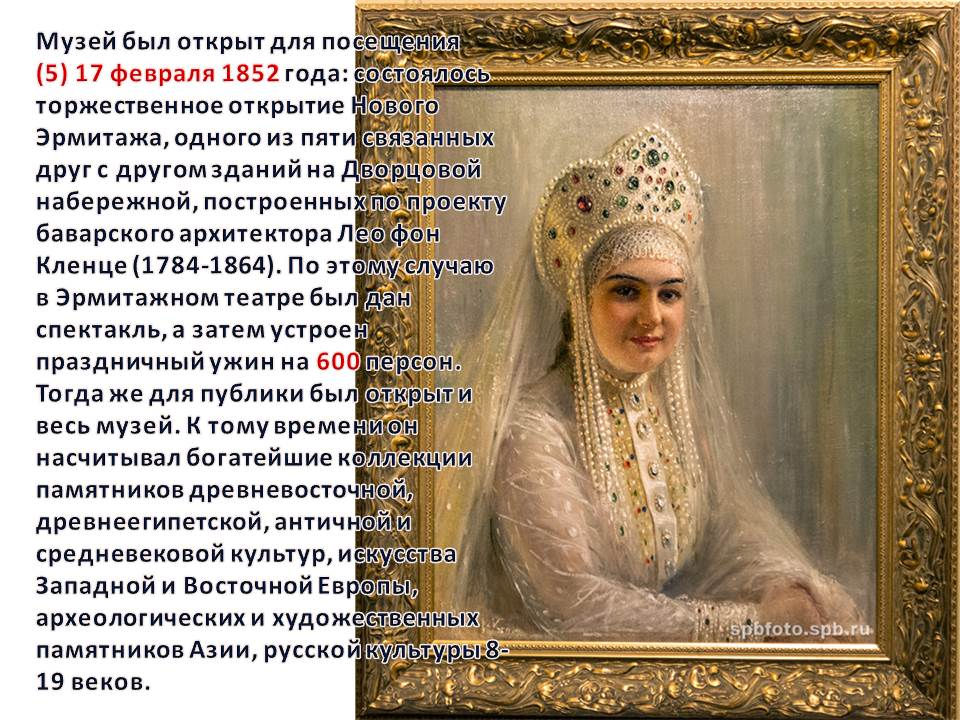 Музей был открыт для посещения
(5) 17 февраля 1852 года: состоялось
торжественное открытие Нового
Эрмитажа, одного из пяти связанных
друг с другом зданий на Дворцовой
набережной, построенных по проекту
баварского архитектора Лео фон
Кленце (1784-1864). По этому случаю
в Эрмитажном театре был дан
спектакль, а затем устроен
праздничный ужин на 600 персон.
Тогда же для публики был открыт и
весь музей. К тому времени он
насчитывал богатейшие коллекции
памятников древневосточной,
древнеегипетской, античной и
средневековой культур, искусства
Западной и Восточной Европы,
археологических и художественных
памятников Азии, русской культуры 8-
19 веков.
spbfoto.spb.ru